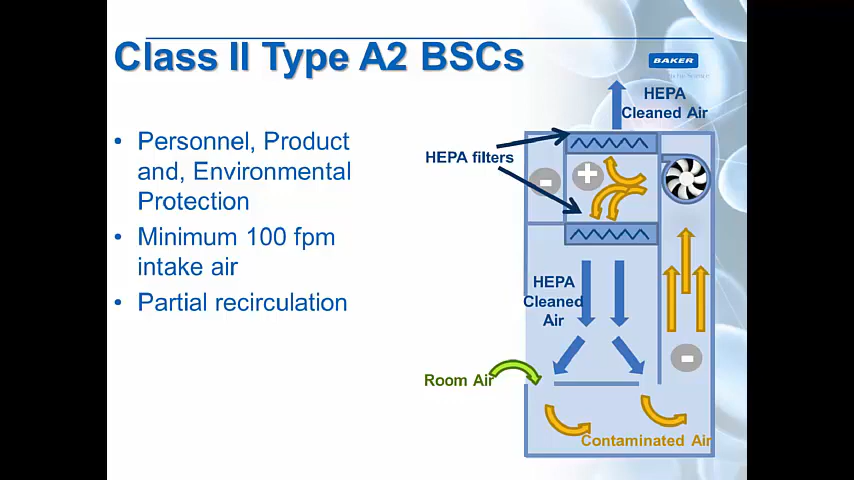 Class II Type A2 BSCs
BAKER
• Personnel, Product
and, Environmental
Protection
• Minimum 100 fpm
intake air
• Partial recirculation
HEPA
Cleaned Air
HEPA filters
-
+
HEPA
Cleaned
Air
-
Room Air
Contaminated Air